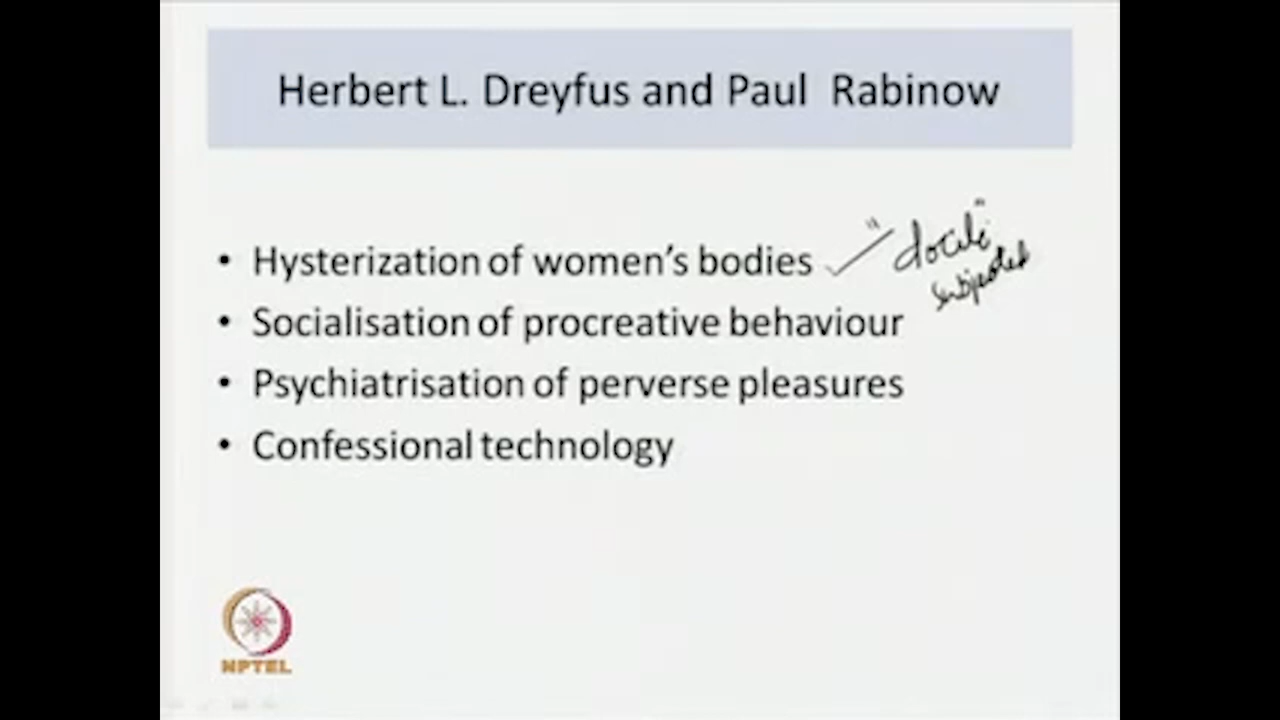 Herbert L. Dreyfus and Paul Rabinow
• Hysterization of women's bodies "docile"
subjected
• Socialisation of procreative behaviour
• Psychiatrisation of perverse pleasures
• Confessional technology
NPTEL